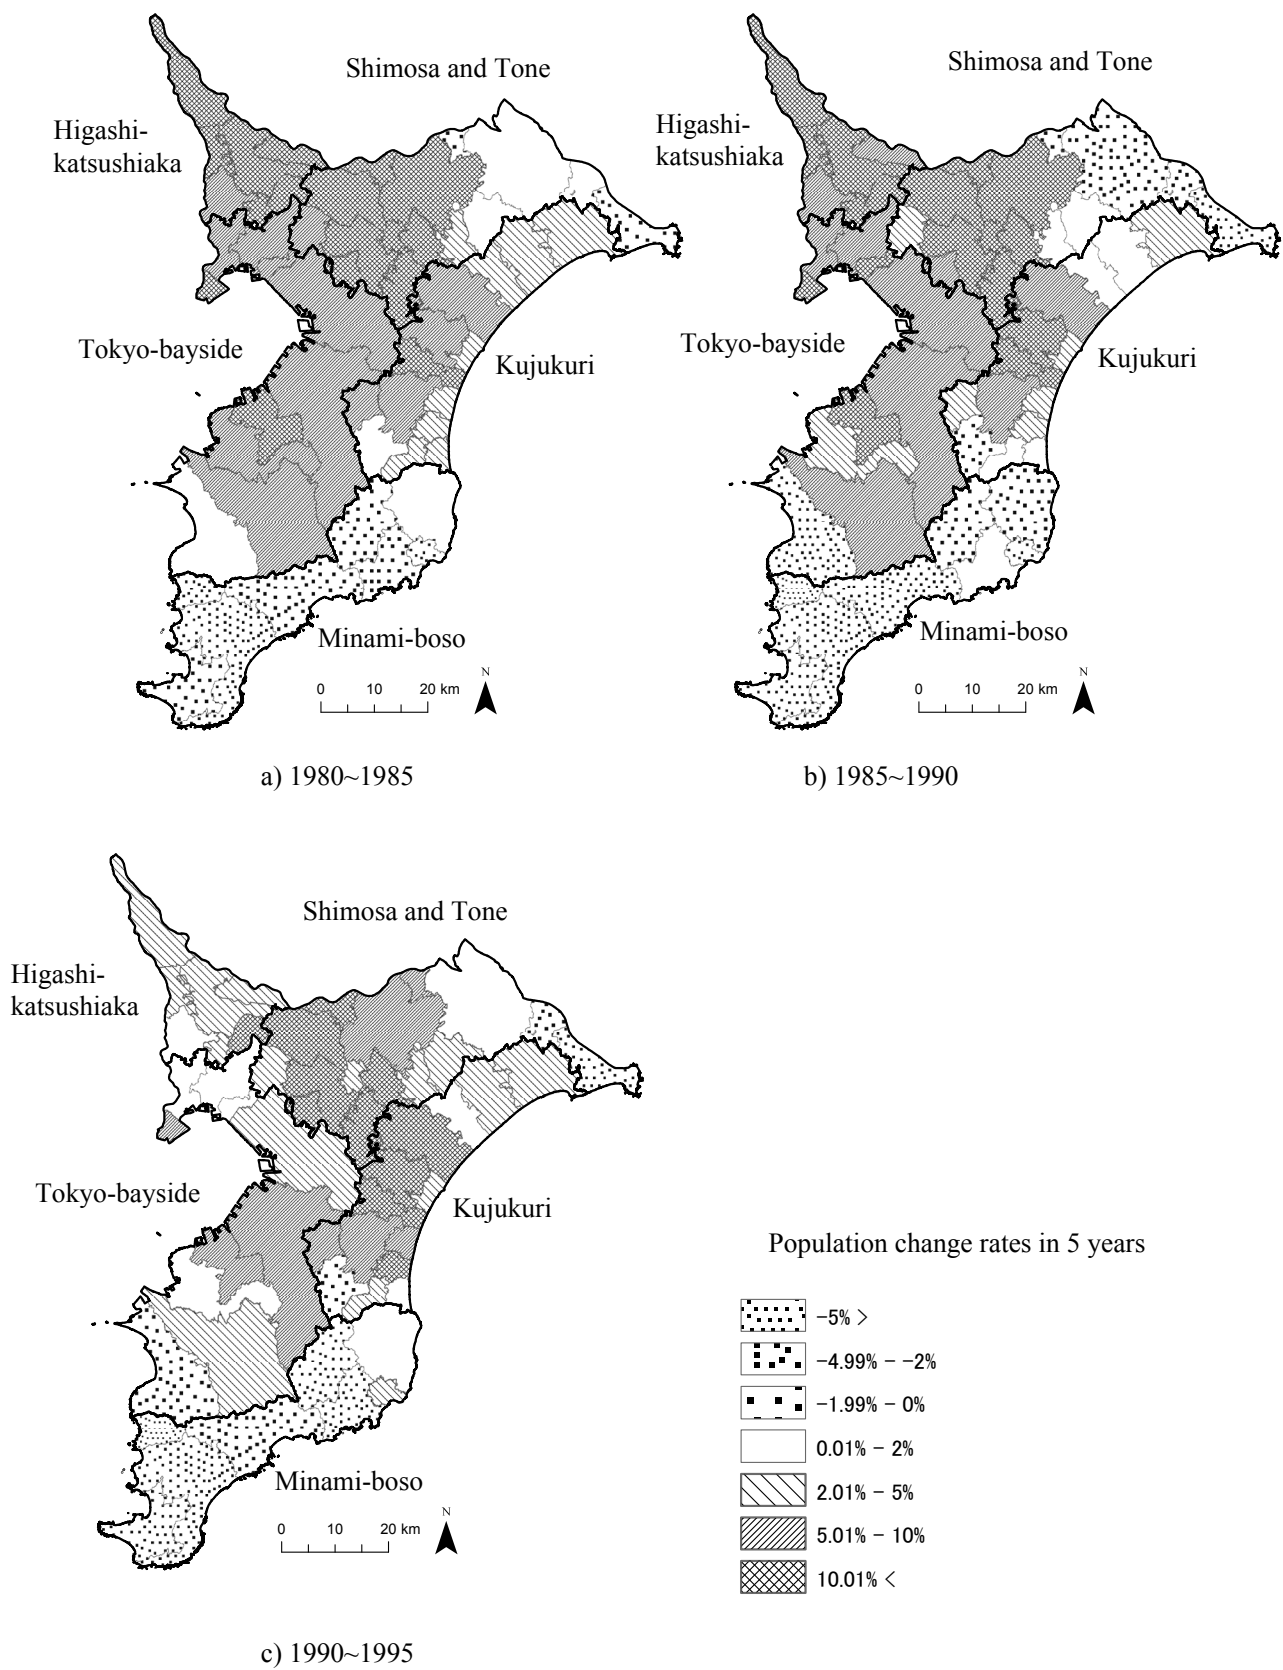 Shimosa and Tone
Higashi-
katsushiaka
Tokyo-bayside
Kujukuri
Minami-boso
N
0 10 20 km
a) 1980~1985
Shimosa and Tone
Higashi-
katsushiaka
Tokyo-bayside
Kujukuri
Minami-boso
N
0 10 20 km
b) 1985~1990
Shimosa and Tone
Higashi-
katsushiaka
Tokyo-bayside
Kujukuri
Minami-boso
N
0 10 20 km
c) 1990~1995
Population change rates in 5 years
-5% >
-4.99% - -2%
-1.99% - 0%
0.01% - 2%
2.01% - 5%
5.01% - 10%
10.01% <